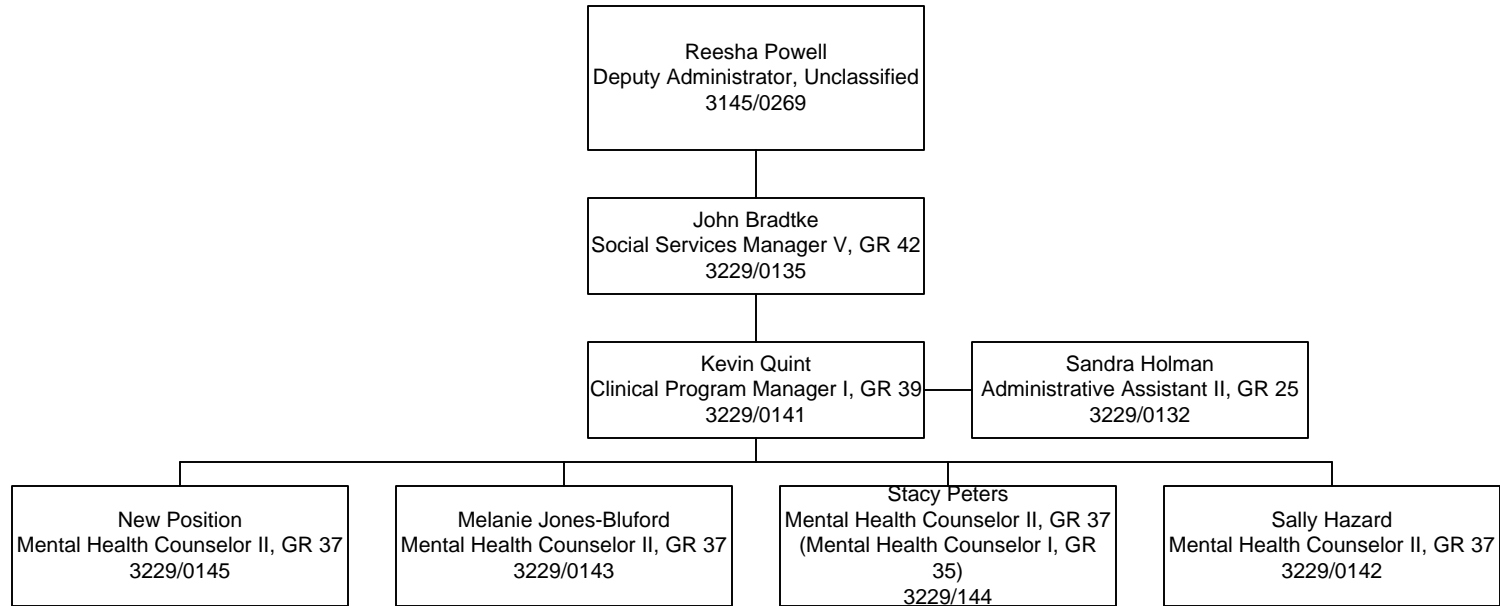 Reesha Powell
Deputy Administrator, Unclassified
3145/0269
John Bradtke
Social Services Manager V, GR 42
3229/0135
Kevin Quint
Clinical Program Manager I, GR 39
3229/0141
Sandra Holman
Administrative Assistant II, GR 25
3229/0132
New Position
Mental Health Counselor II, GR 37
3229/0145
Melanie Jones-Bluford
Mental Health Counselor II, GR 37
3229/0143
Stacy Peters
Mental Health Counselor II, GR 37
(Mental Health Counselor I, GR
35)
3229/144
Sally Hazard
Mental Health Counselor II, GR 37
3229/0142